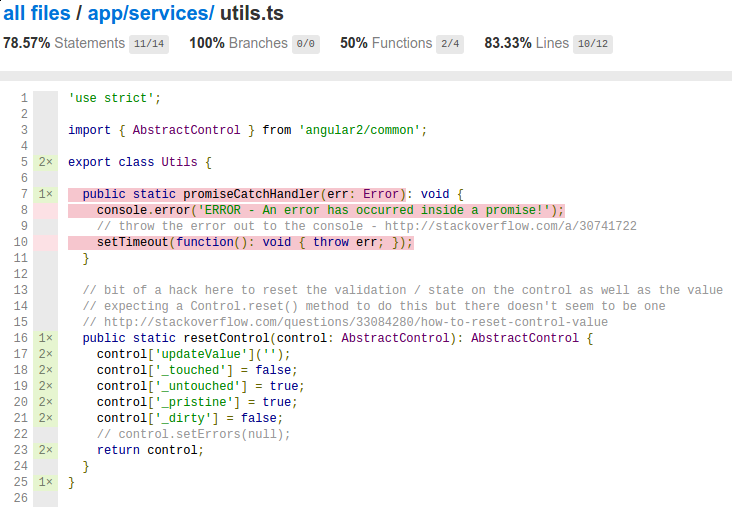 all files / app/services/ utils.ts
78.57% Statements 11/14 100% Branches 0/0 50% Functions 2/4 83.33% Lines 10/12
1 'use strict';
2
3 import { AbstractControl } from 'angular2/common';
4
5 2× export class Utils {
6
7 1× public static promiseCatchHandler(err: Error): void {
8 console.error('ERROR - An error has occurred inside a promise!');
9 // throw the error out to the console - http://stackoverflow.com/a/30741722
10 setTimeout(function(): void { throw err; });
11 }
12
13 // bit of a hack here to reset the validation / state on the control as well as the value
14 // expecting a Control.reset() method to do this but there doesn't seem to be one
15 // http://stackoverflow.com/questions/33084280/how-to-reset-control-value
16 1× public static resetControl(control: AbstractControl): AbstractControl {
17 2× control['updateValue']('');
18 2× control['_touched'] = false;
19 2× control['_untouched'] = true;
20 2× control['_pristine'] = true;
21 2× control['_dirty'] = false;
22 // control.setErrors(null);
23 2× return control;
24 }
25 1× }
26